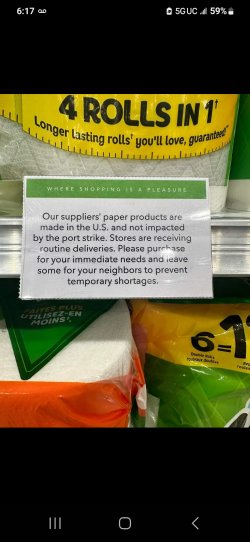 6:17
5G UC 59%
4 ROLLS IN 1†
Longer lasting rolls† you'll love, guaranteed*
WHERE SHOPPING IS A PLEASURE
Our suppliers' paper products are
made in the U.S. and not impacted
by the port strike. Stores are receiving
routine deliveries. Please purchase
for your immediate needs and leave
some for your neighbors to prevent
temporary shortages.
FAITES PLUS
UTILISEZ-EN
MOINS
6=1